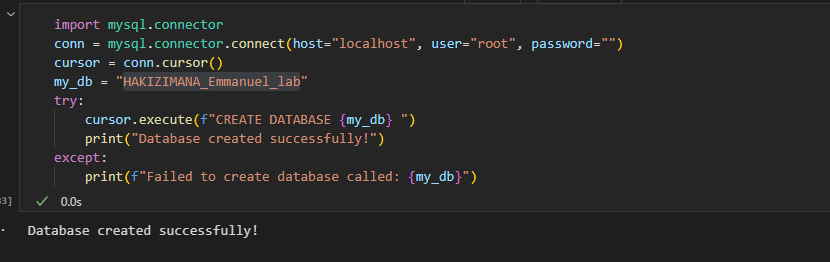 import mysql.connector
conn = mysql.connector.connect(host="localhost", user="root", password="")
cursor = conn.cursor()
my_db = "HAKIZIMANA_Emmanuel_lab"
try:
    cursor.execute(f"CREATE DATABASE {my_db} ")
    print("Database created successfully!")
except:
    print(f"Failed to create database called: {my_db}")
3] ✓ 0.0s
Database created successfully!